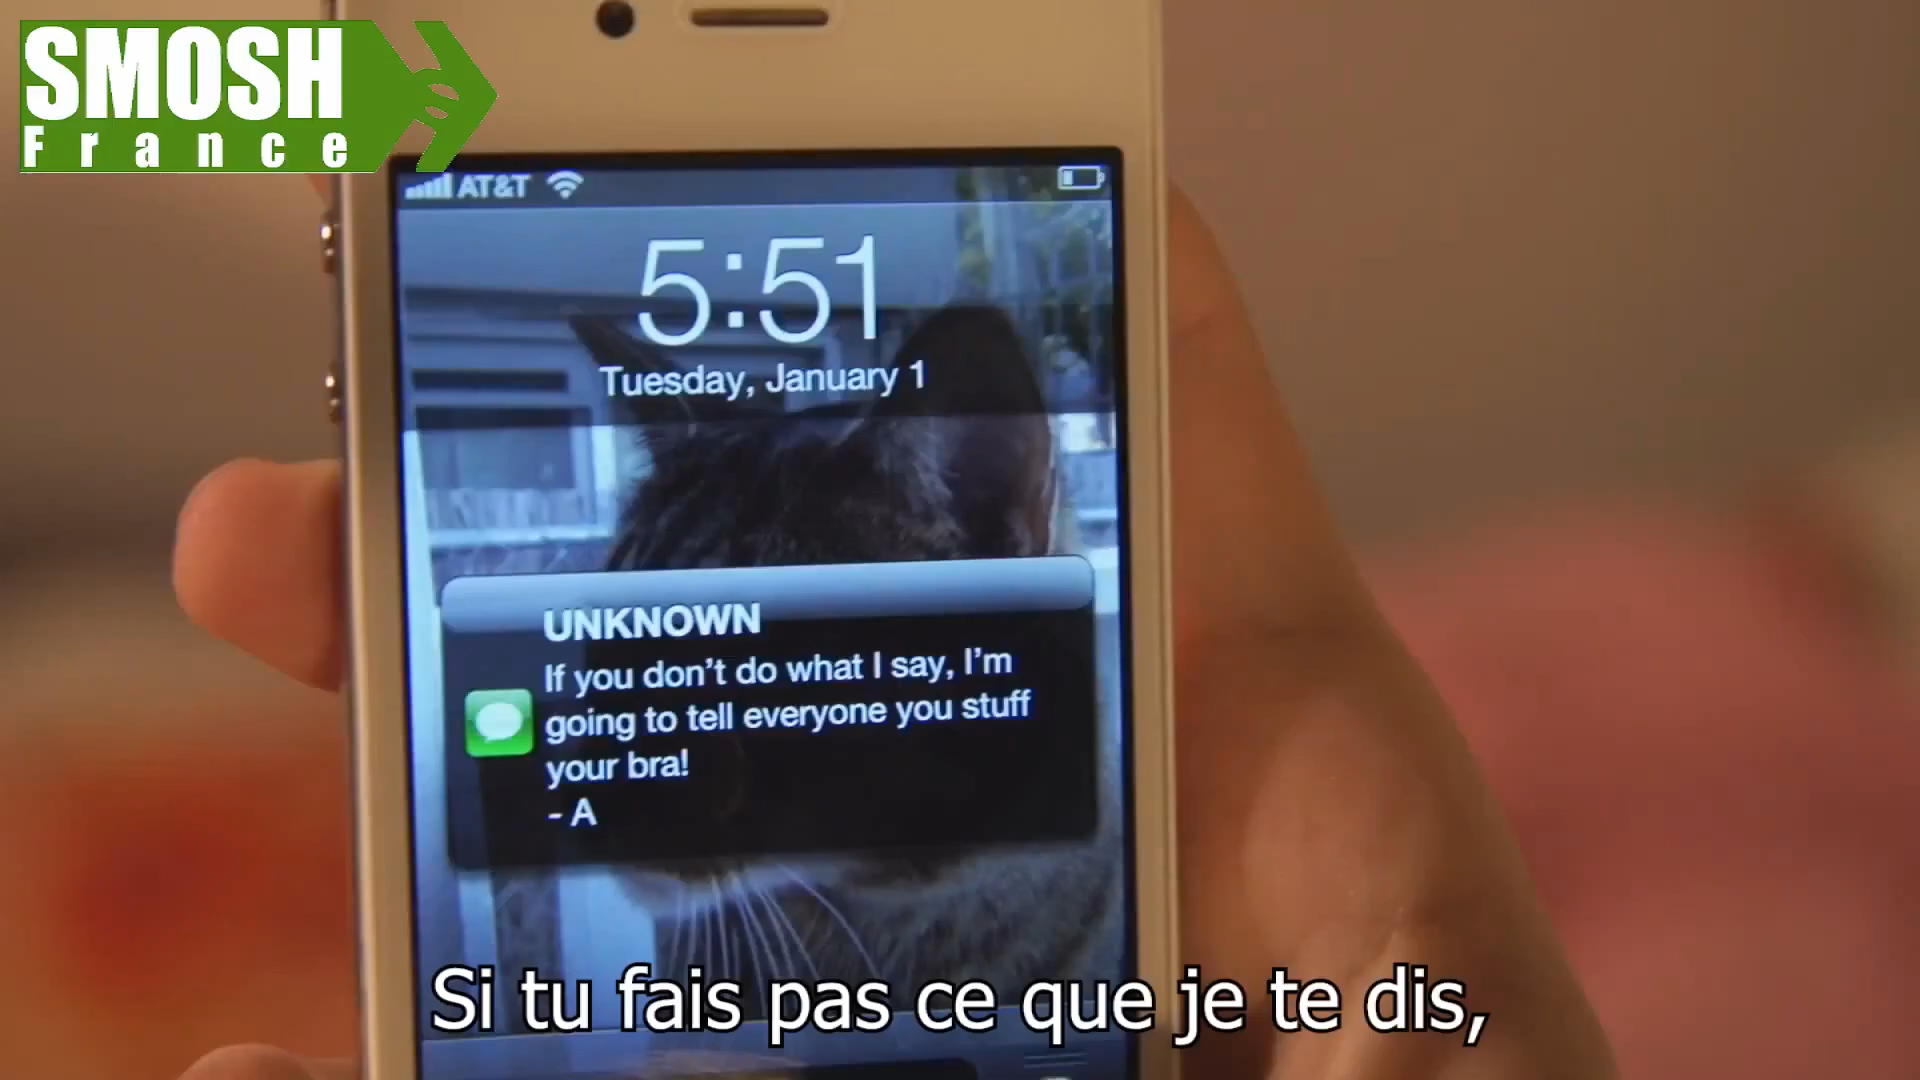 SMOSH
France
AT&T
5:51
Tuesday, January 1
UNKNOWN
If you don't do what I say, I'm
going to tell everyone you stuff
your bra!
- A
Si tu fais pas ce que je te dis,